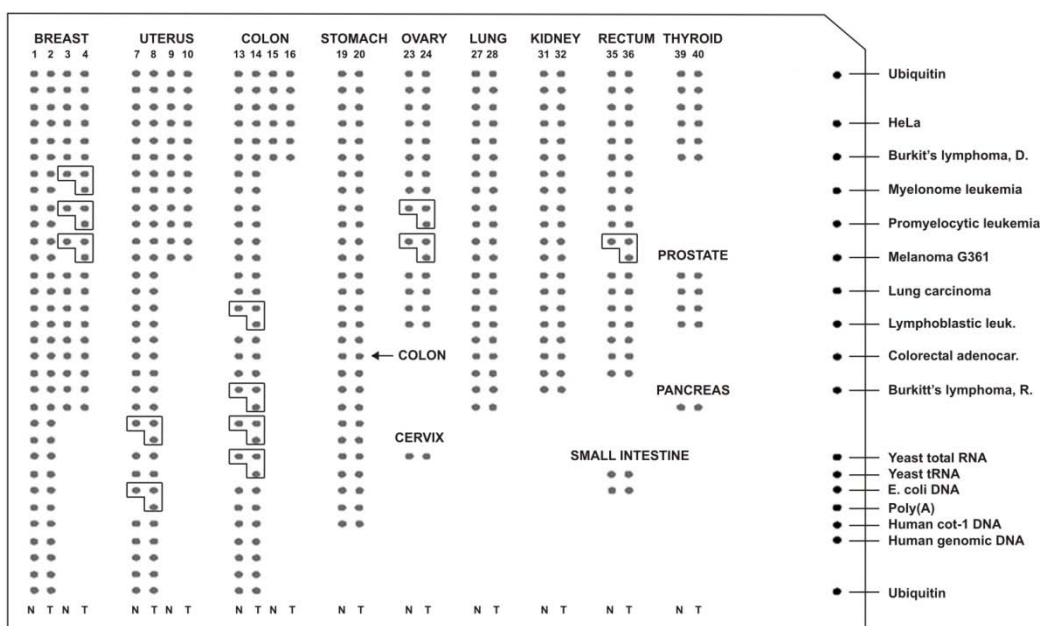 BREAST UTERUS COLON STOMACH OVARY LUNG KIDNEY RECTUM THYROID
1 2 3 4 7 8 9 10 13 14 15 16 19 20 23 24 27 28 31 32 35 36 39 40
Ubiquitin
HeLa
Burkit's lymphoma, D.
Myelonome leukemia
Promyelocytic leukemia
PROSTATE
Melanoma G361
Lung carcinoma
Lymphoblastic leuk.
COLON
Colorectal adenocar.
PANCREAS
Burkitt's lymphoma, R.
CERVIX
SMALL INTESTINE
Yeast total RNA
Yeast tRNA
E. coli DNA
Poly(A)
Human cot-1 DNA
Human genomic DNA
Ubiquitin
N T N T N T N T N T N T N T N T N T N T N T N T